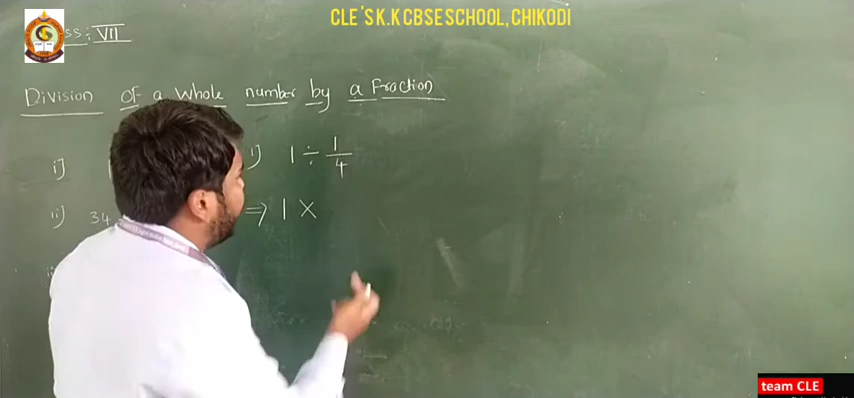 CLE'S K.K CBSE SCHOOL, CHIKODI
VII
Division of a Whole number by a Fraction
i) i) 1 ÷ 1/4
ii) 34 ⇒ 1 ×
team CLE